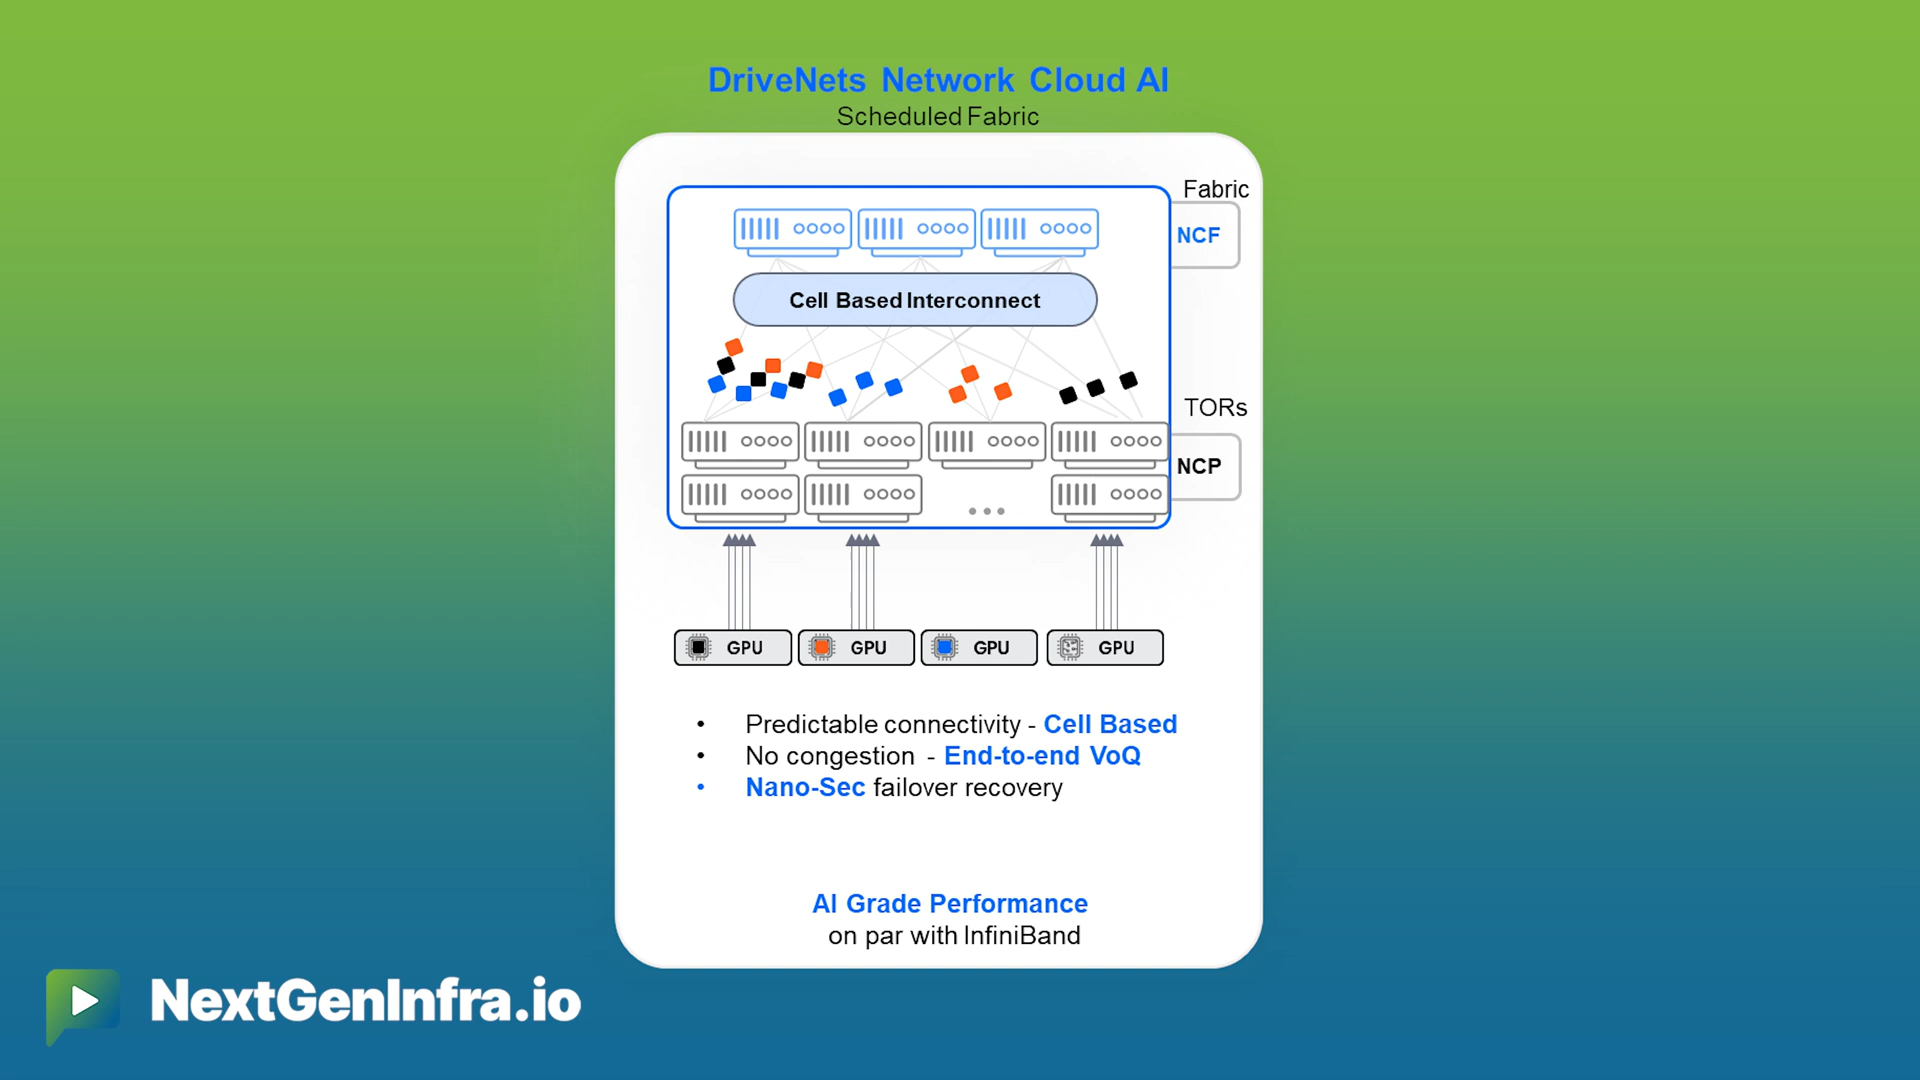 DriveNets Network Cloud AI
Scheduled Fabric
Fabric
NCF
Cell Based Interconnect
TORs
NCP
GPU GPU GPU GPU
• Predictable connectivity - Cell Based
• No congestion - End-to-end VoQ
• Nano-Sec failover recovery
AI Grade Performance
on par with InfiniBand
NextGenInfra.io